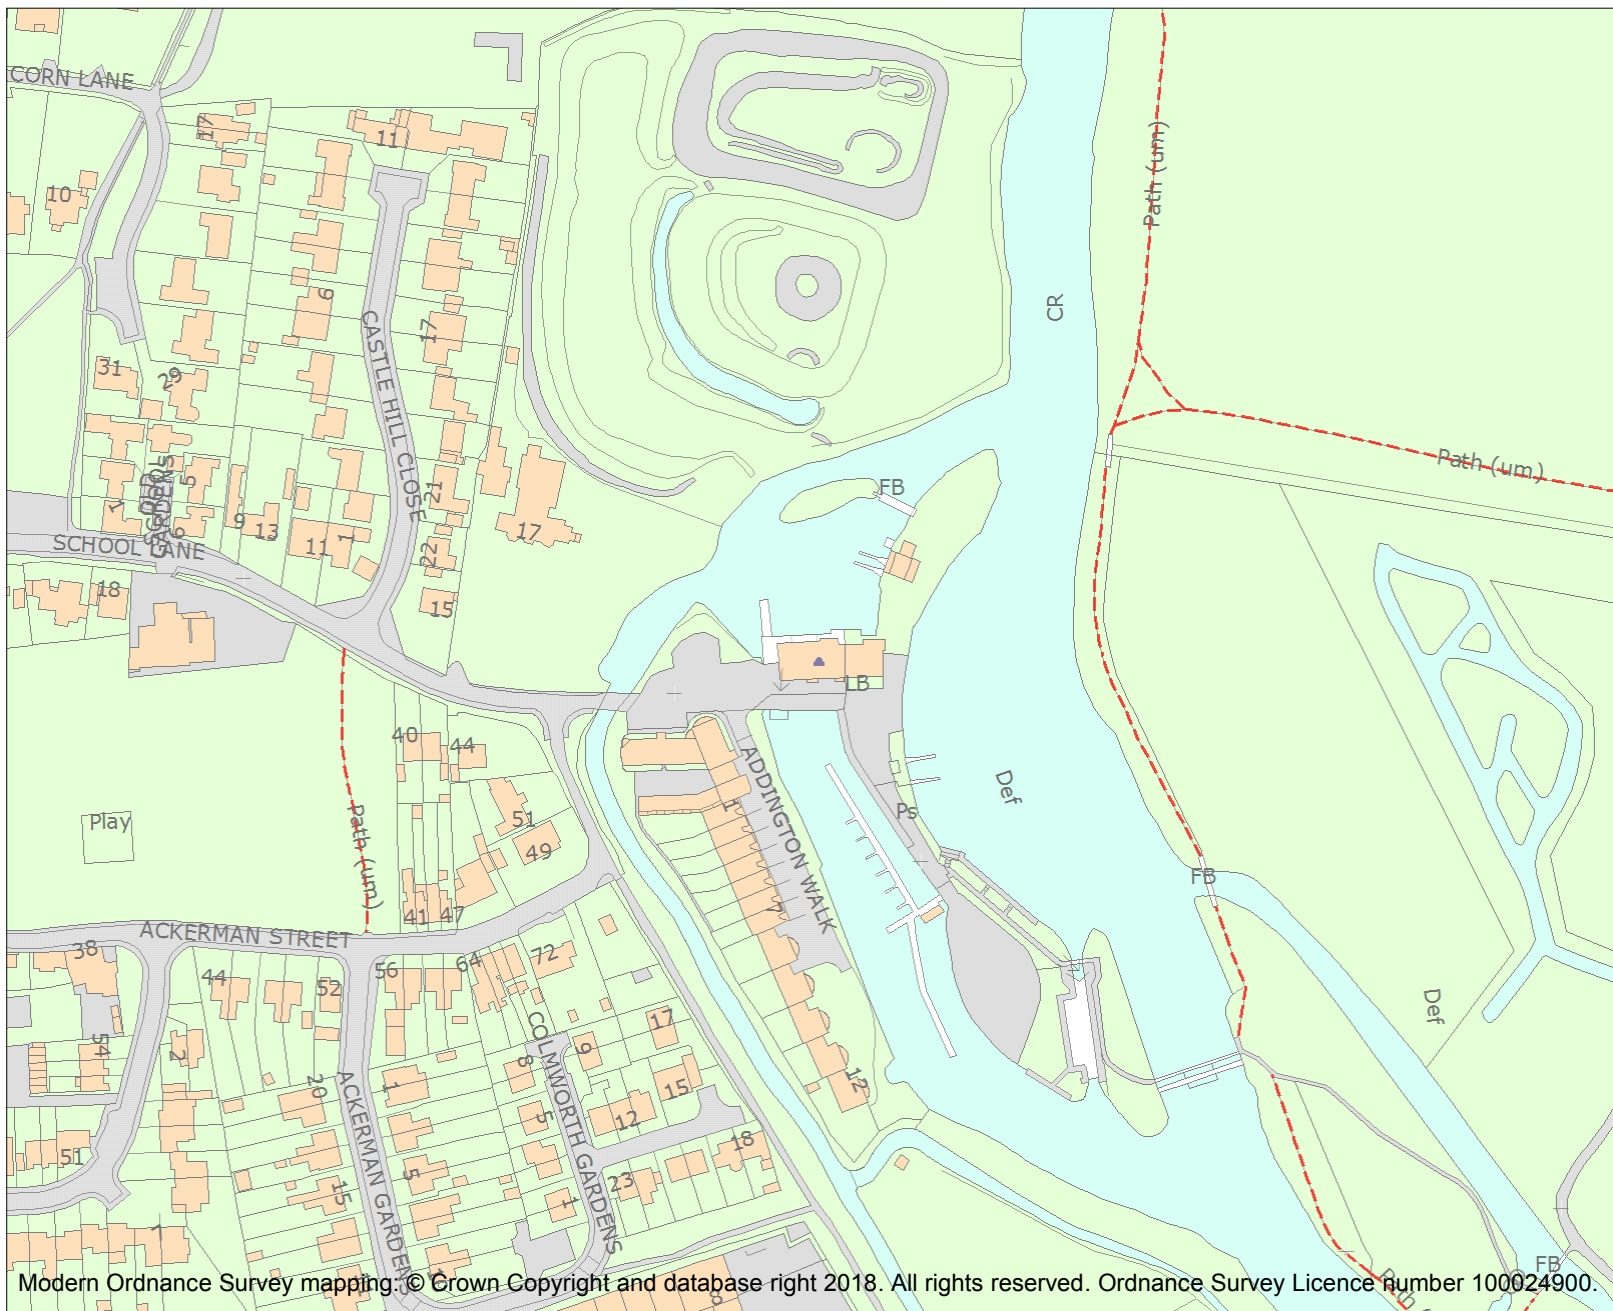 CORN LANE
17
11
Path (um)
10
CR
6
CASTLE HILL CLOSE
17
31
29
Path (um)
5
21
FB
1
6
9
13
11
1
17
SCHOOL LANE
GARDENS
22
18
15
LB
40
44
ADDINGTON WALK
Def
Play
Path (um)
51
1
Ps
49
FB
7
41
47
ACKERMAN STREET
38
44
56
64
72
52
54
2
COLMWORTH GARDENS
17
9
8
Def
20
ACKERMAN GARDENS
1
15
12
5
12
51
18
5
15
23
1
FB
Path
8
Modern Ordnance Survey mapping: © Crown Copyright and database right 2018. All rights reserved. Ordnance Survey Licence number 100024900.